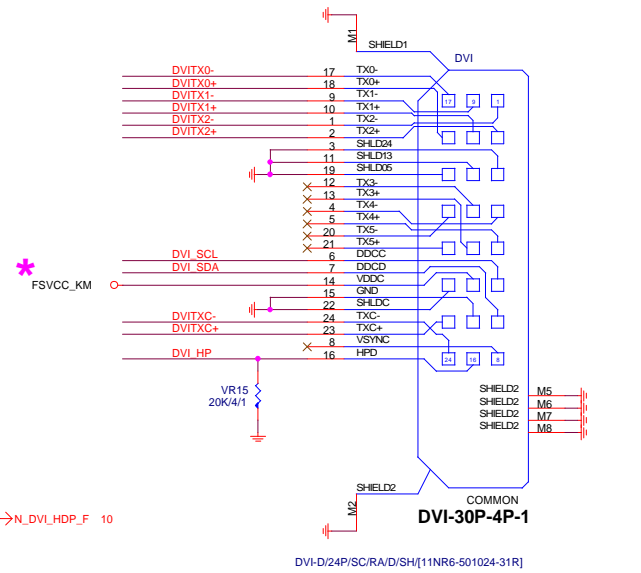 M1
SHIELD1
DVI
DVITX0- 17 TX0-
DVITX0+ 18 TX0+
DVITX1- 9 TX1- 17 9 1
DVITX1+ 10 TX1+
DVITX2- 1 TX2-
DVITX2+ 2 TX2+
3 SHLD24
11 SHLD13
19 SHLD05
12 TX3-
13 TX3+
4 TX4-
5 TX4+
20 TX5-
21 TX5+
DVI_SCL 6 DDCC
DVI_SDA 7 DDCD
* FSVCC_KM 14 VDDC
15 GND
22 SHLDC
DVITXC- 24 TXC-
DVITXC+ 23 TXC+
8 VSYNC
DVI_HP 16 HPD 24 16 8
VR15
20K/4/1
SHIELD2 M5
SHIELD2 M6
SHIELD2 M7
SHIELD2 M8
SHIELD2
M2
COMMON
DVI-30P-4P-1
N_DVI_HDP_F 10
DVI-D/24P/SC/RA/D/SH/[11NR6-501024-31R]